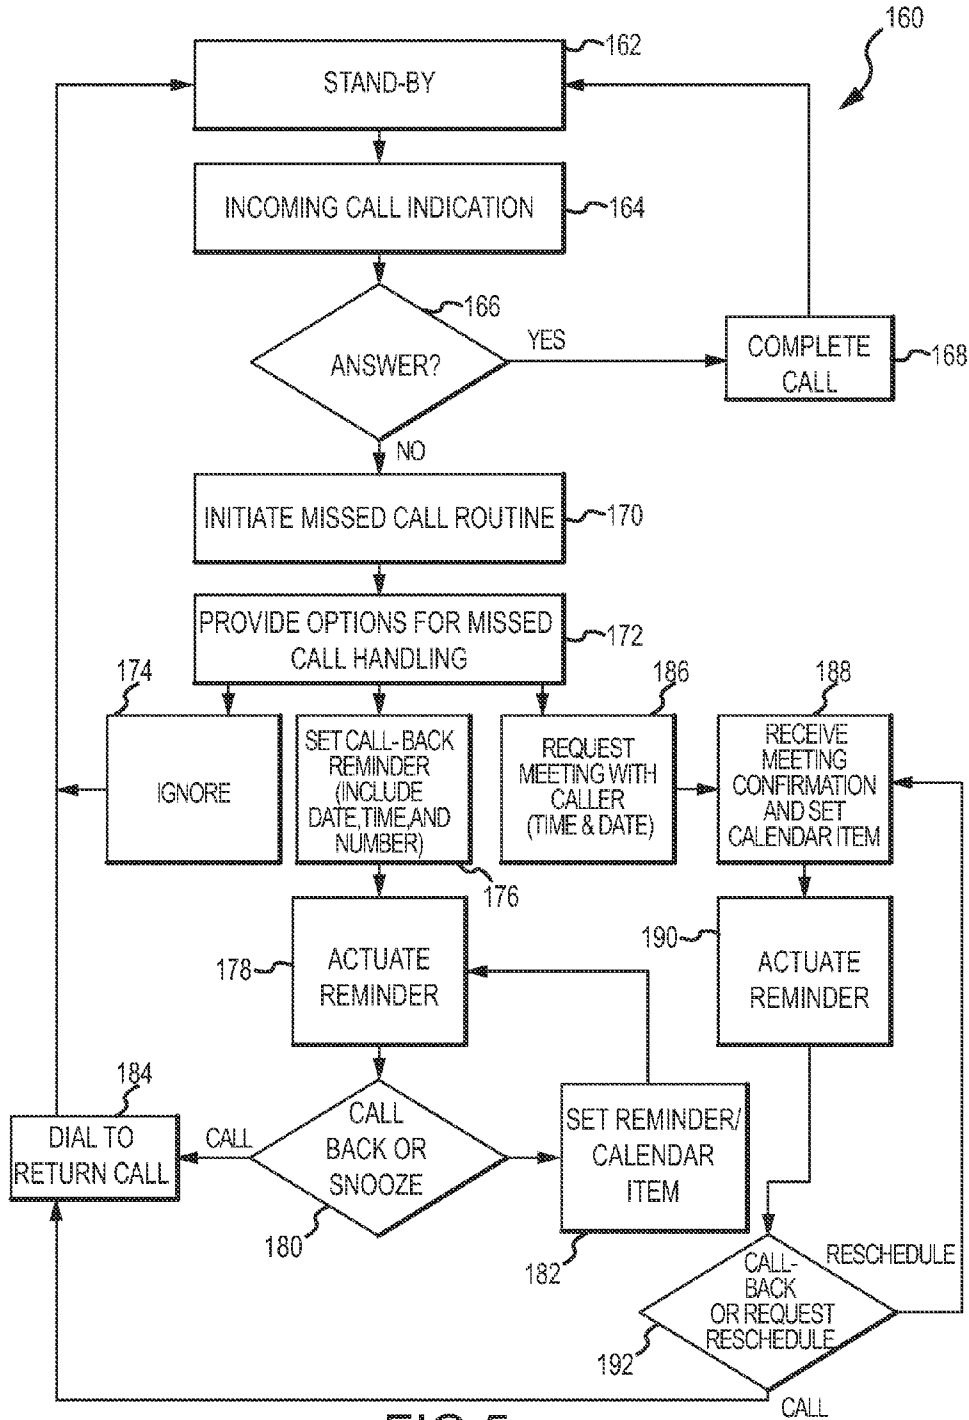 160
162
STAND-BY
INCOMING CALL INDICATION
164
166
ANSWER?
YES
COMPLETE
CALL
168
NO
INITIATE MISSED CALL ROUTINE
170
PROVIDE OPTIONS FOR MISSED
CALL HANDLING
172
174
186
188
IGNORE
SET CALL-BACK
REMINDER
(INCLUDE
DATE,TIME,AND
NUMBER)
REQUEST
MEETING WITH
CALLER
(TIME & DATE)
RECEIVE
MEETING
CONFIRMATION
AND SET
CALENDAR ITEM
176
178
ACTUATE
REMINDER
190
ACTUATE
REMINDER
184
DIAL TO
RETURN CALL
CALL
CALL
BACK OR
SNOOZE
180
SET REMINDER/
CALENDAR
ITEM
182
RESCHEDULE
CALL-
BACK
OR REQUEST
RESCHEDULE
192
CALL
FIG.5